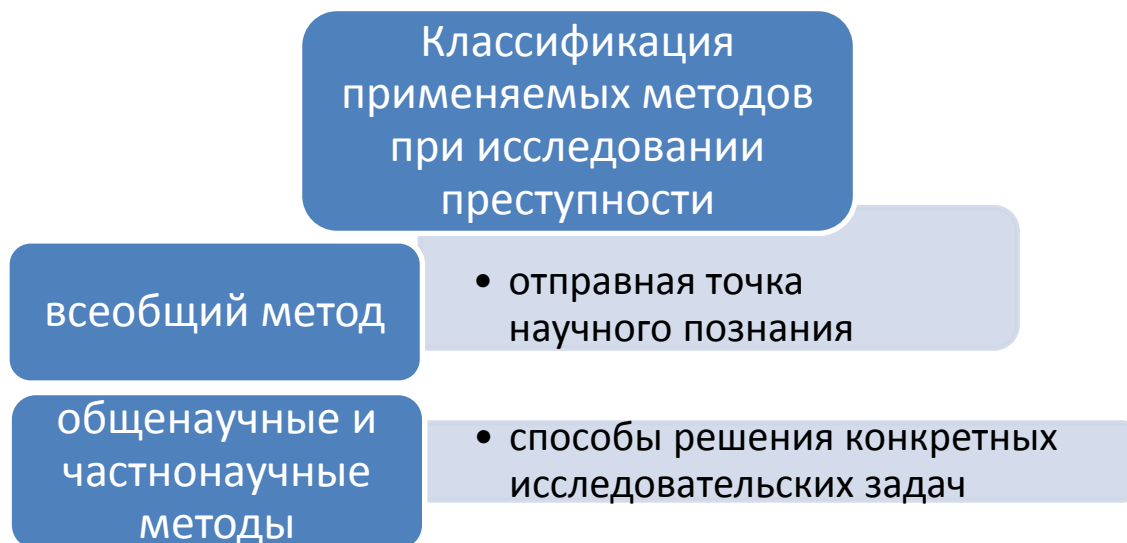 Классификация
применяемых методов
при исследовании
преступности
всеобщий метод
• отправная точка
научного познания
общенаучные и
частнонаучные
методы
• способы решения конкретных
исследовательских задач